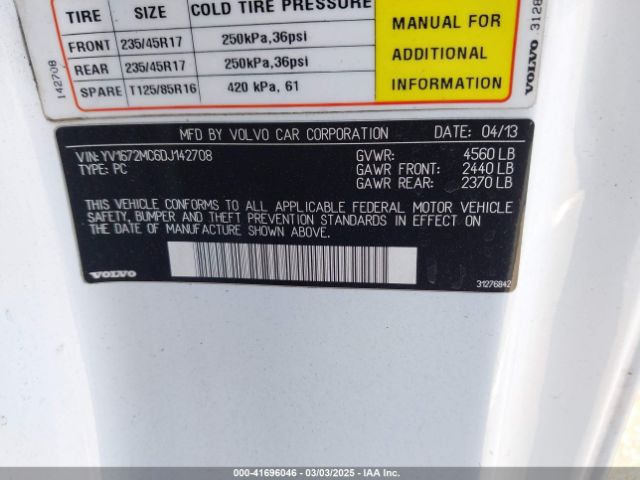 TIRE SIZE COLD TIRE PRESSURE
FRONT 235/45R17 250kPa,36psi
REAR 235/45R17 250kPa,36psi
SPARE T125/85R16 420 kPa, 61
MANUAL FOR
ADDITIONAL
INFORMATION
142708
VOLVO 3128
MFD BY VOLVO CAR CORPORATION DATE: 04/13
VIN: YV1672MC6DJ142708 GVWR: 4560 LB
TYPE: PC GAWR FRONT: 2440 LB
GAWR REAR: 2370 LB
THIS VEHICLE CONFORMS TO ALL APPLICABLE FEDERAL MOTOR VEHICLE
SAFETY, BUMPER AND THEFT PREVENTION STANDARDS IN EFFECT ON
THE DATE OF MANUFACTURE SHOWN ABOVE.
VOLVO 31276842
000-41696046 - 03/03/2025 - IAA Inc.